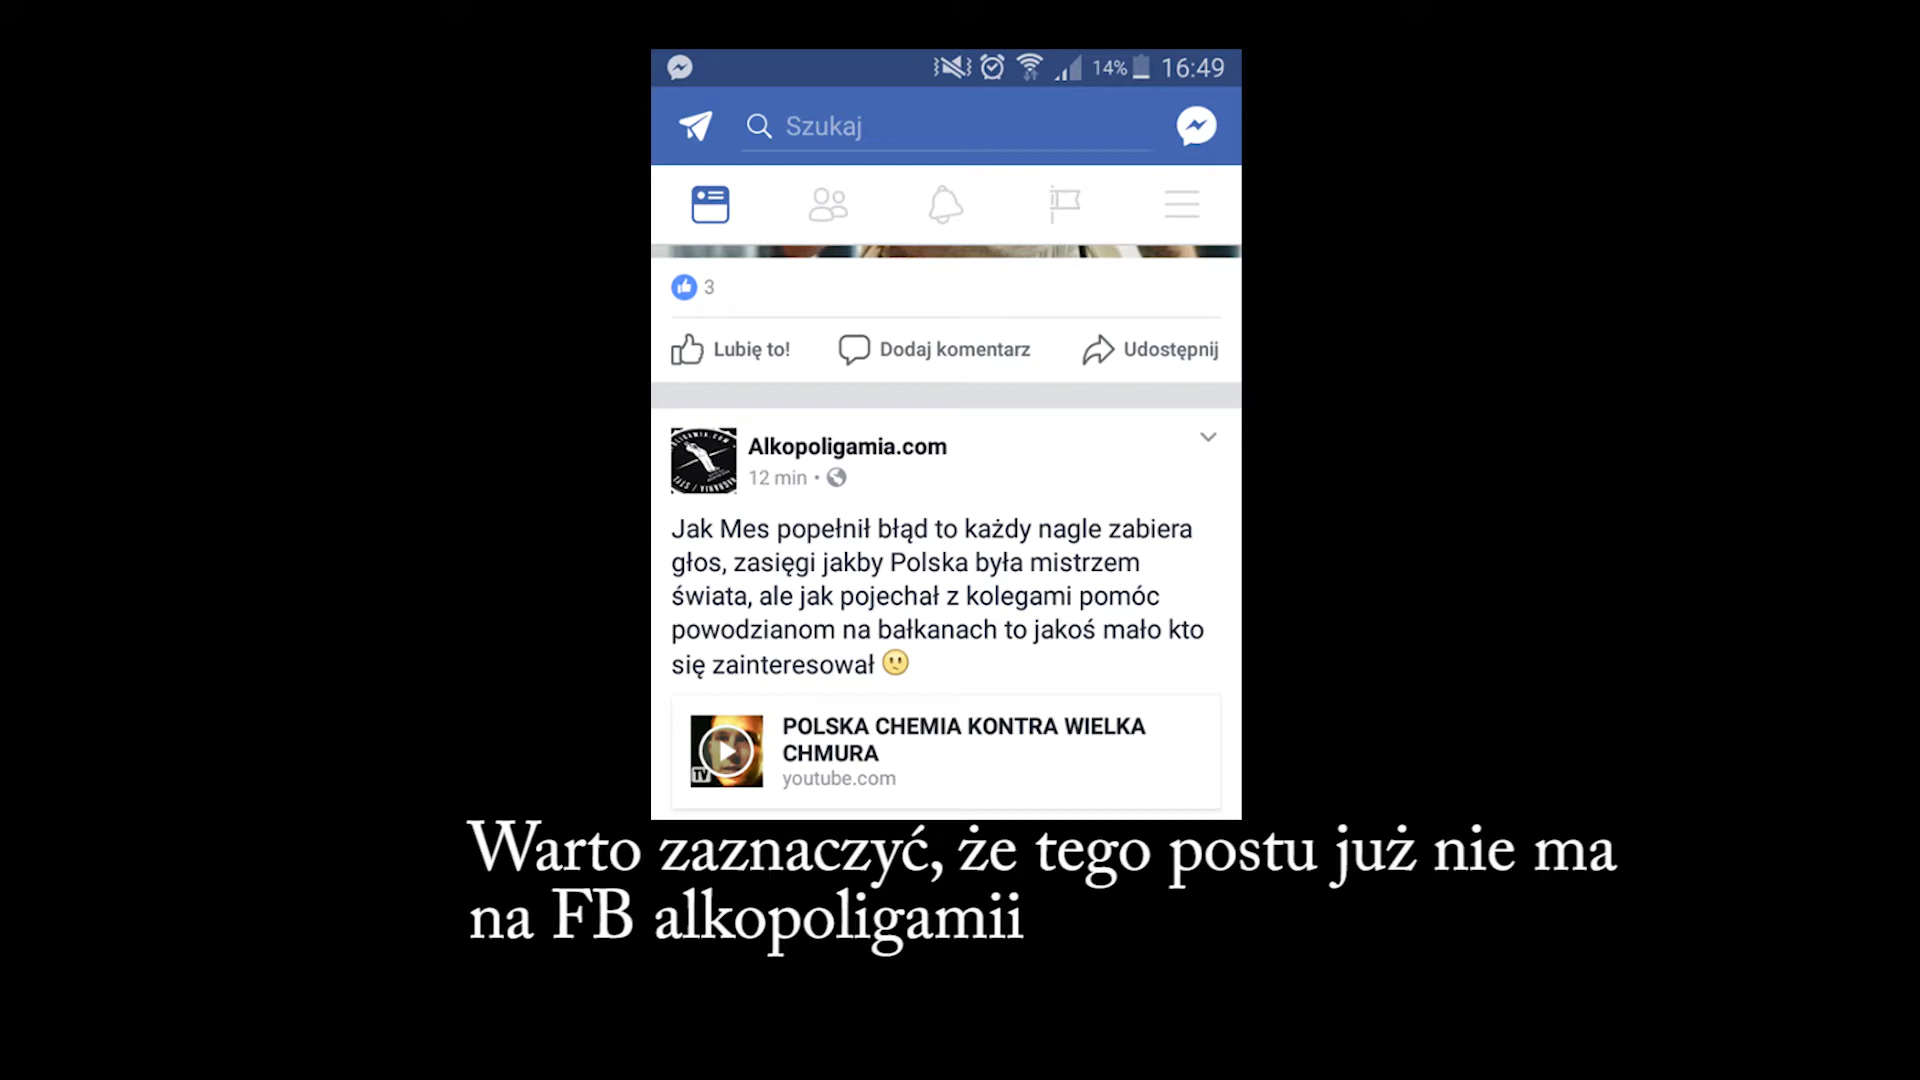 14% 16:49
Szukaj
3
Lubię to! Dodaj komentarz Udostępnij
Alkopoligamia.com
12 min
Jak Mes popełnił błąd to każdy nagle zabiera
głos, zasięgi jakby Polska była mistrzem
świata, ale jak pojechał z kolegami pomóc
powodzianom na bałkanach to jakoś mało kto
się zainteresował
TV
POLSKA CHEMIA KONTRA WIELKA
CHMURA
youtube.com
Warto zaznaczyć, że tego postu już nie ma
na FB alkopoligamii